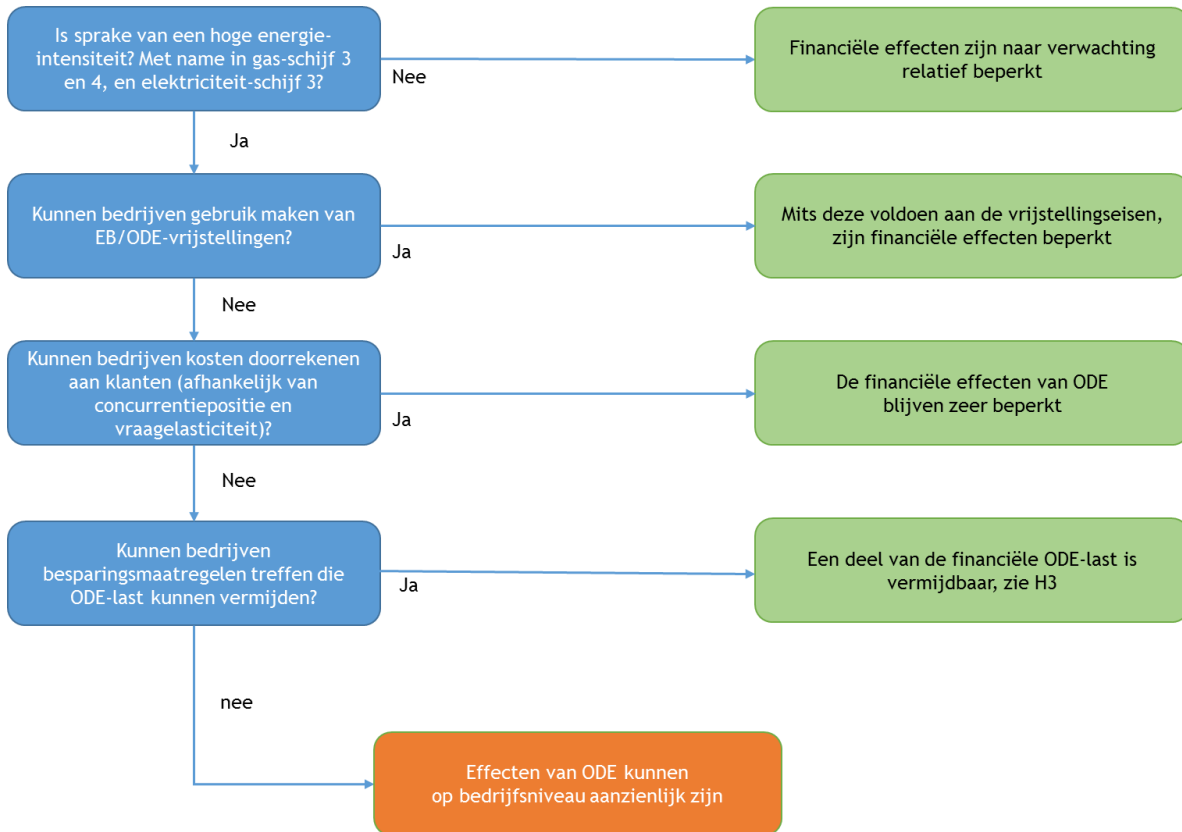 Is sprake van een hoge energie-
intensiteit? Met name in gas-schijf 3
en 4, en elektriciteit-schijf 3?
Nee
Financiële effecten zijn naar verwachting
relatief beperkt
Ja
Kunnen bedrijven gebruik maken van
EB/ODE-vrijstellingen?
Ja
Mits deze voldoen aan de vrijstellingseisen,
zijn financiële effecten beperkt
Nee
Kunnen bedrijven kosten doorrekenen
aan klanten (afhankelijk van
concurrentiepositie en
vraagelasticiteit)?
Ja
De financiële effecten van ODE
blijven zeer beperkt
Nee
Kunnen bedrijven
besparingsmaatregelen treffen die
ODE-last kunnen vermijden?
Ja
Een deel van de financiële ODE-last is
vermijdbaar, zie H3
nee
Effecten van ODE kunnen
op bedrijfsniveau aanzienlijk zijn